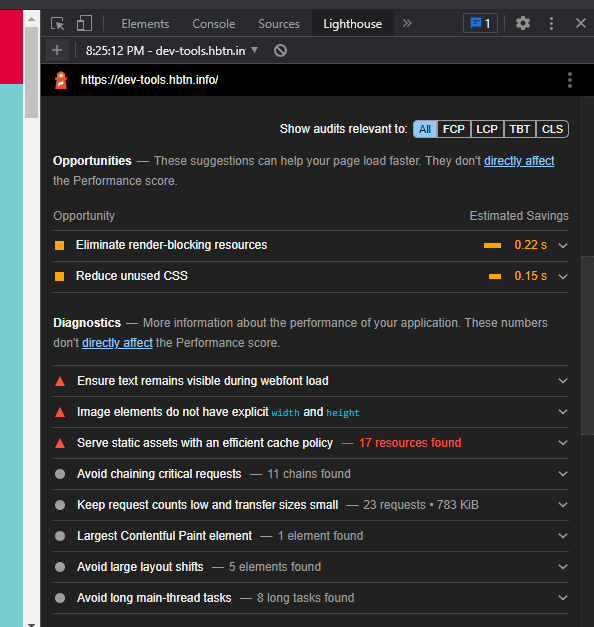 Elements Console Sources Lighthouse » 1
+ 8:25:12 PM - dev-tools.hbtn.in
https://dev-tools.hbtn.info/
Show audits relevant to: All FCP LCP TBT CLS
Opportunities — These suggestions can help your page load faster. They don't directly affect
the Performance score.
Opportunity Estimated Savings
Eliminate render-blocking resources 0.22 s
Reduce unused CSS 0.15 s
Diagnostics — More information about the performance of your application. These numbers
don't directly affect the Performance score.
Ensure text remains visible during webfont load
Image elements do not have explicit width and height
Serve static assets with an efficient cache policy — 17 resources found
Avoid chaining critical requests — 11 chains found
Keep request counts low and transfer sizes small — 23 requests • 783 KiB
Largest Contentful Paint element — 1 element found
Avoid large layout shifts — 5 elements found
Avoid long main-thread tasks — 8 long tasks found